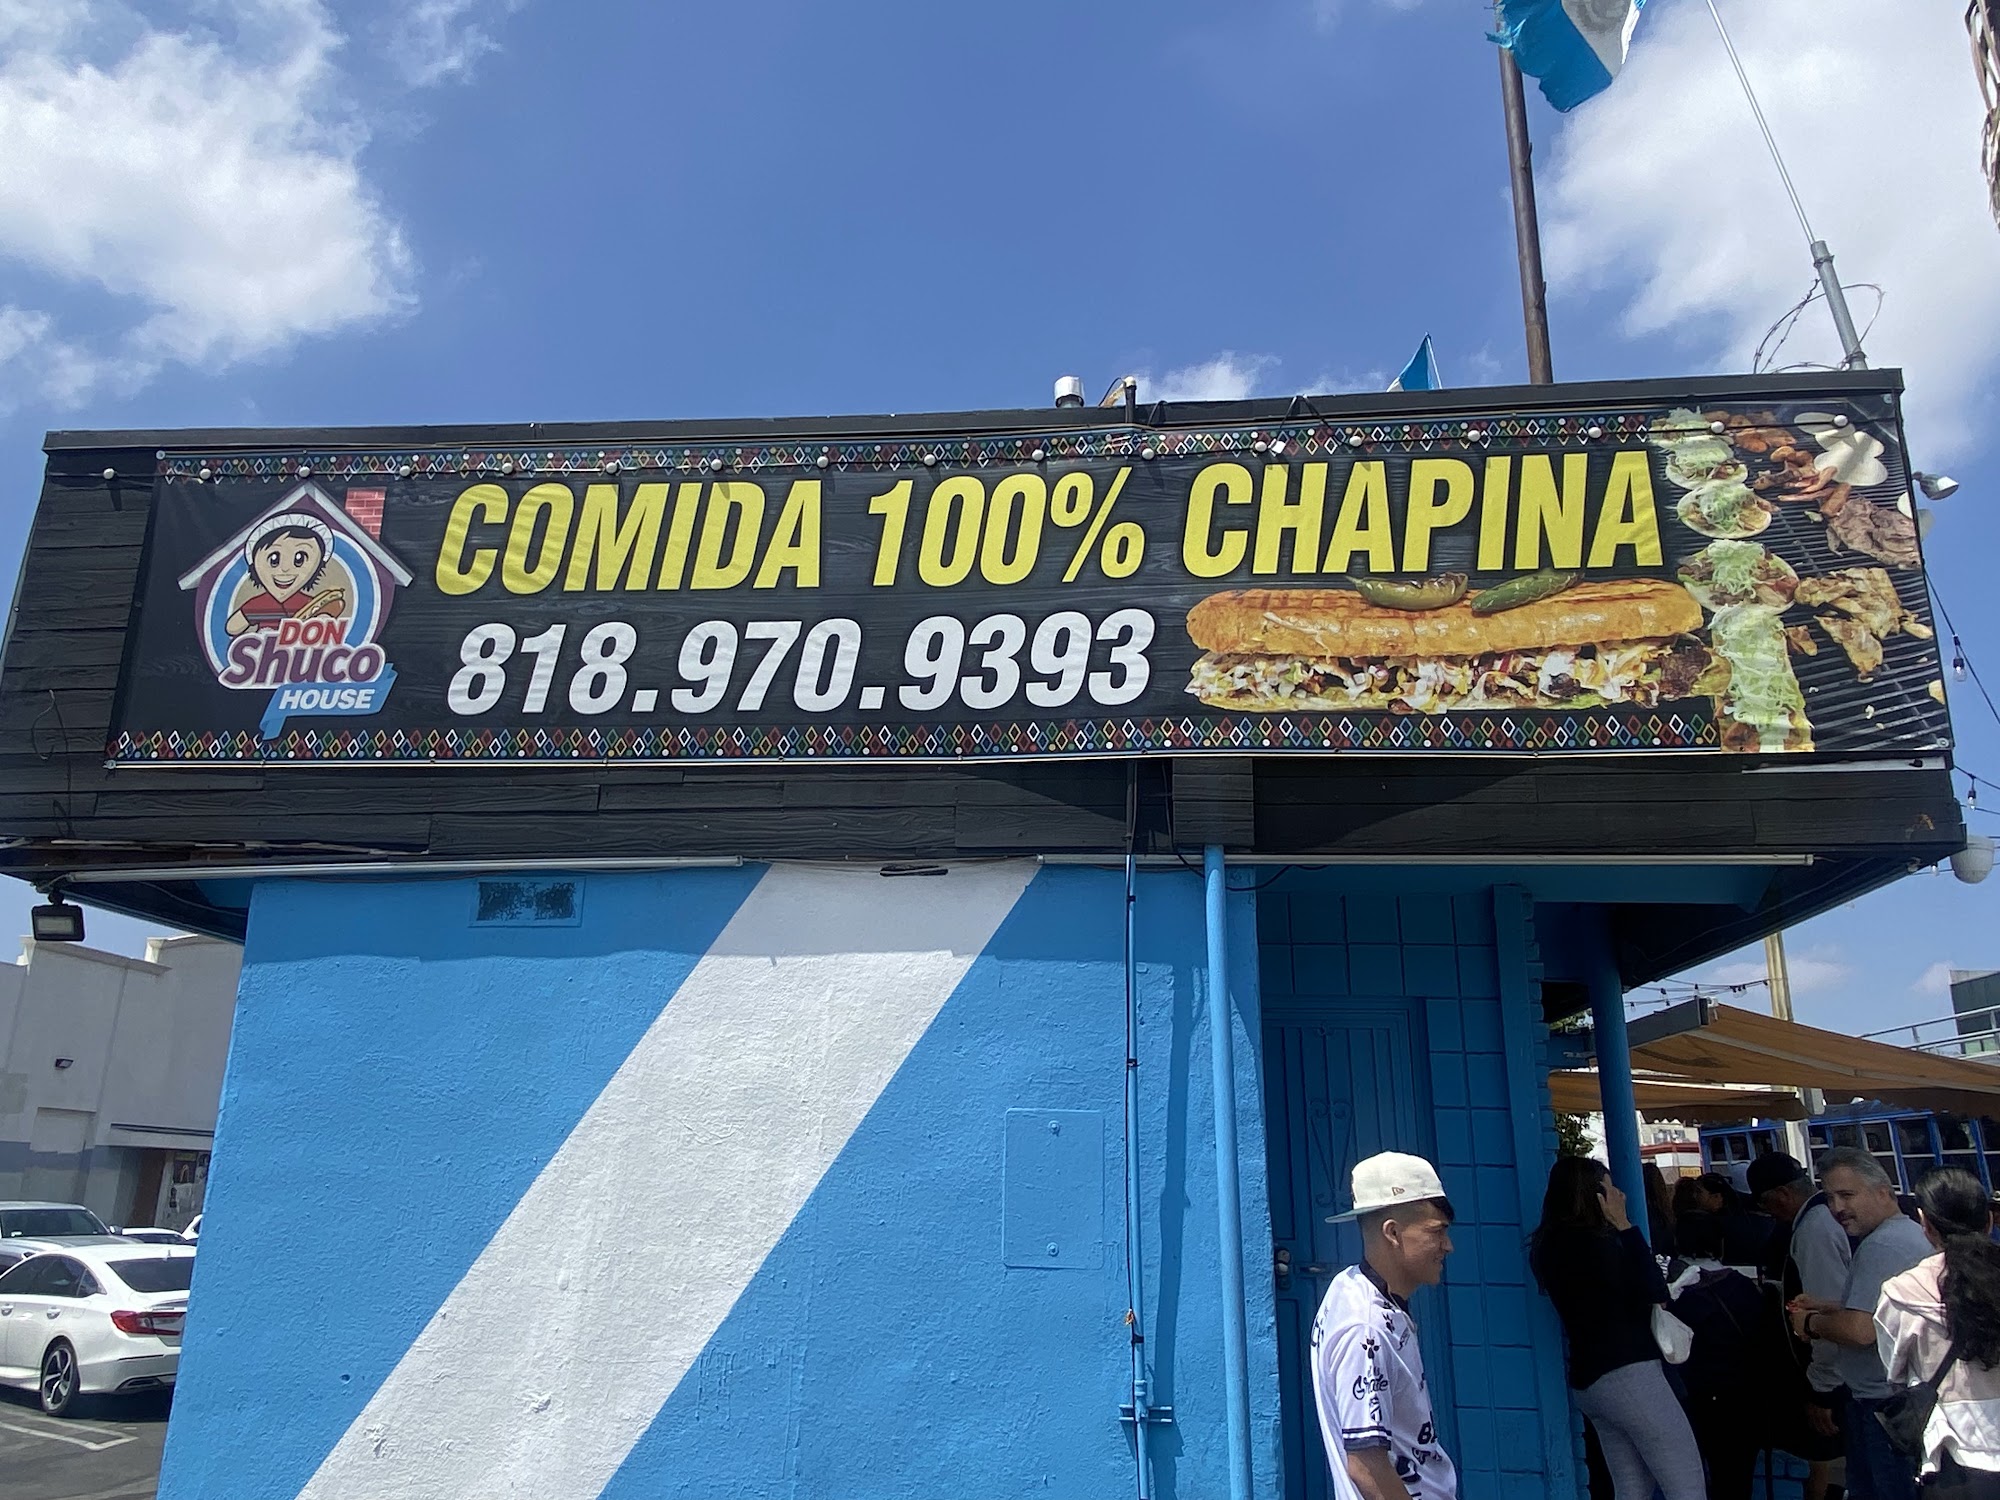 COMIDA 100% CHAPINA
818.970.9393
DON
Shuco
HOUSE